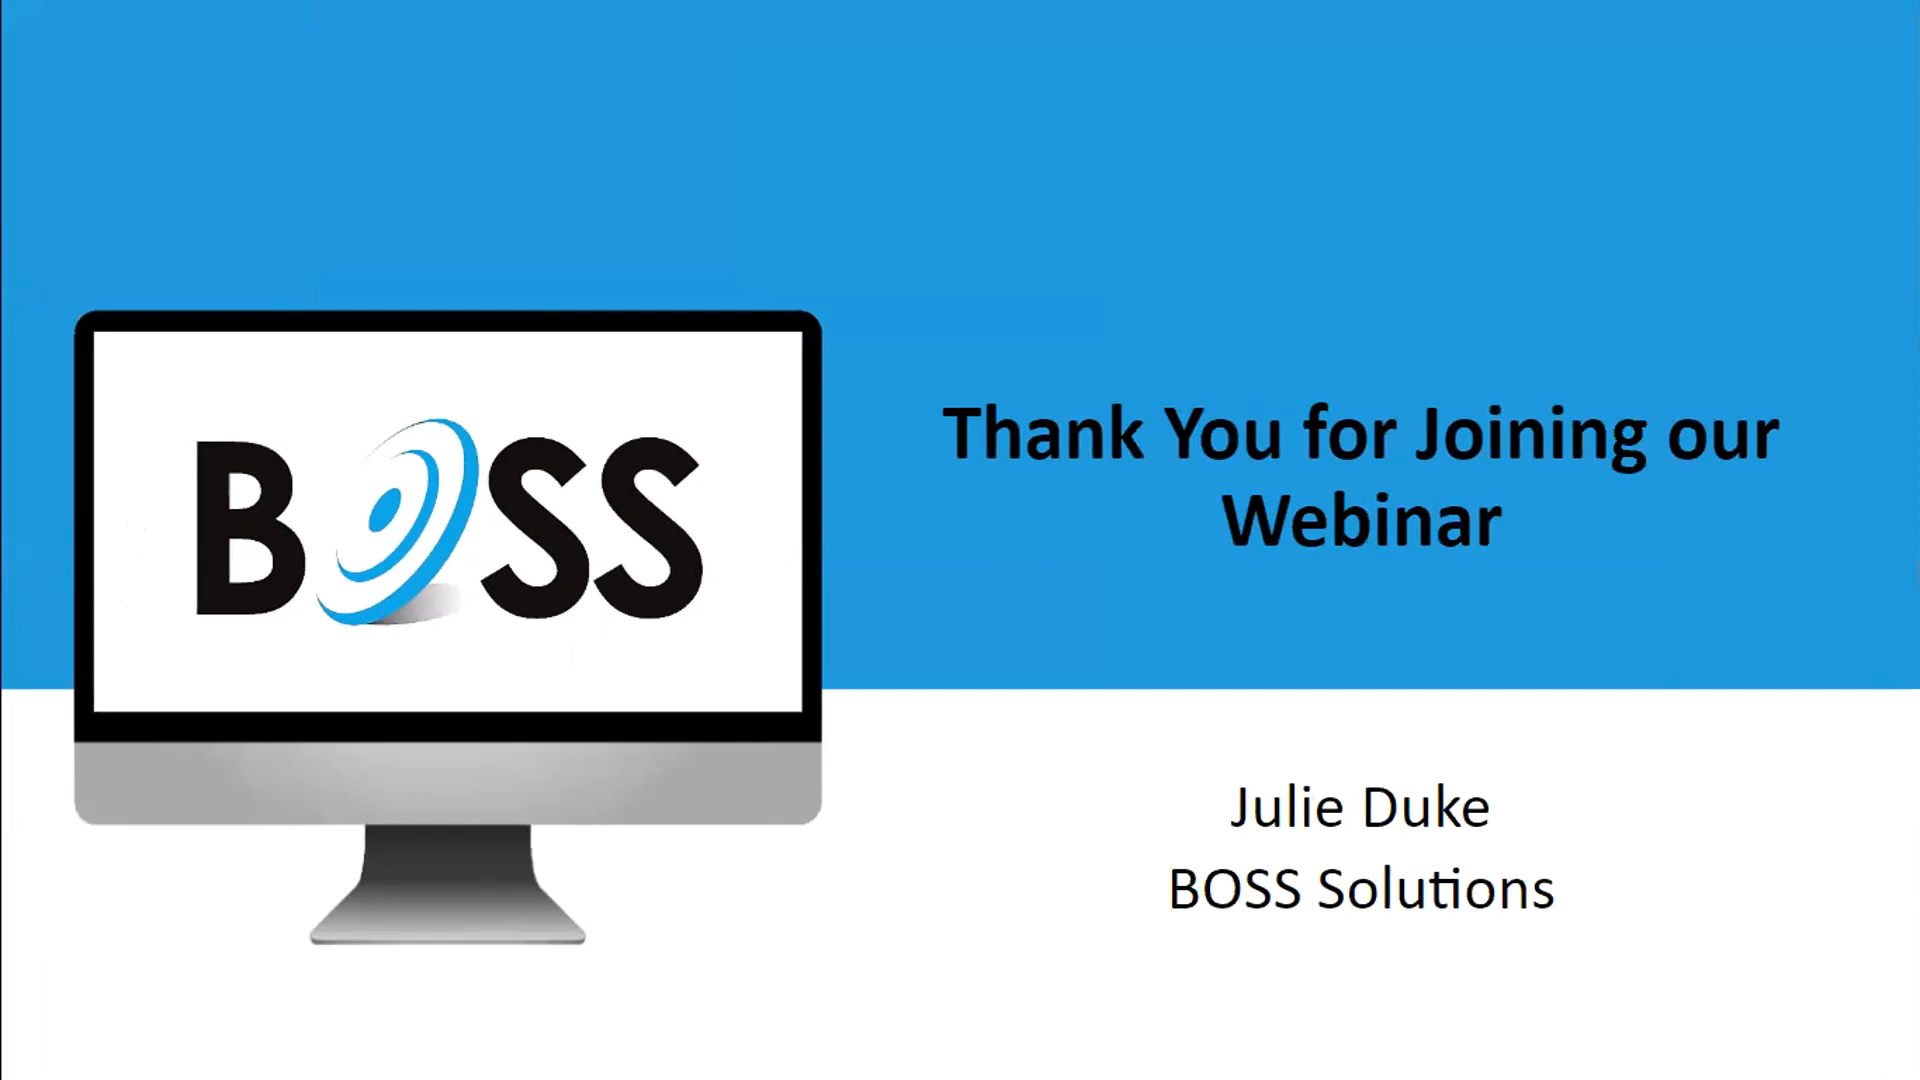 BOSS
Thank You for Joining our
Webinar
Julie Duke
BOSS Solutions